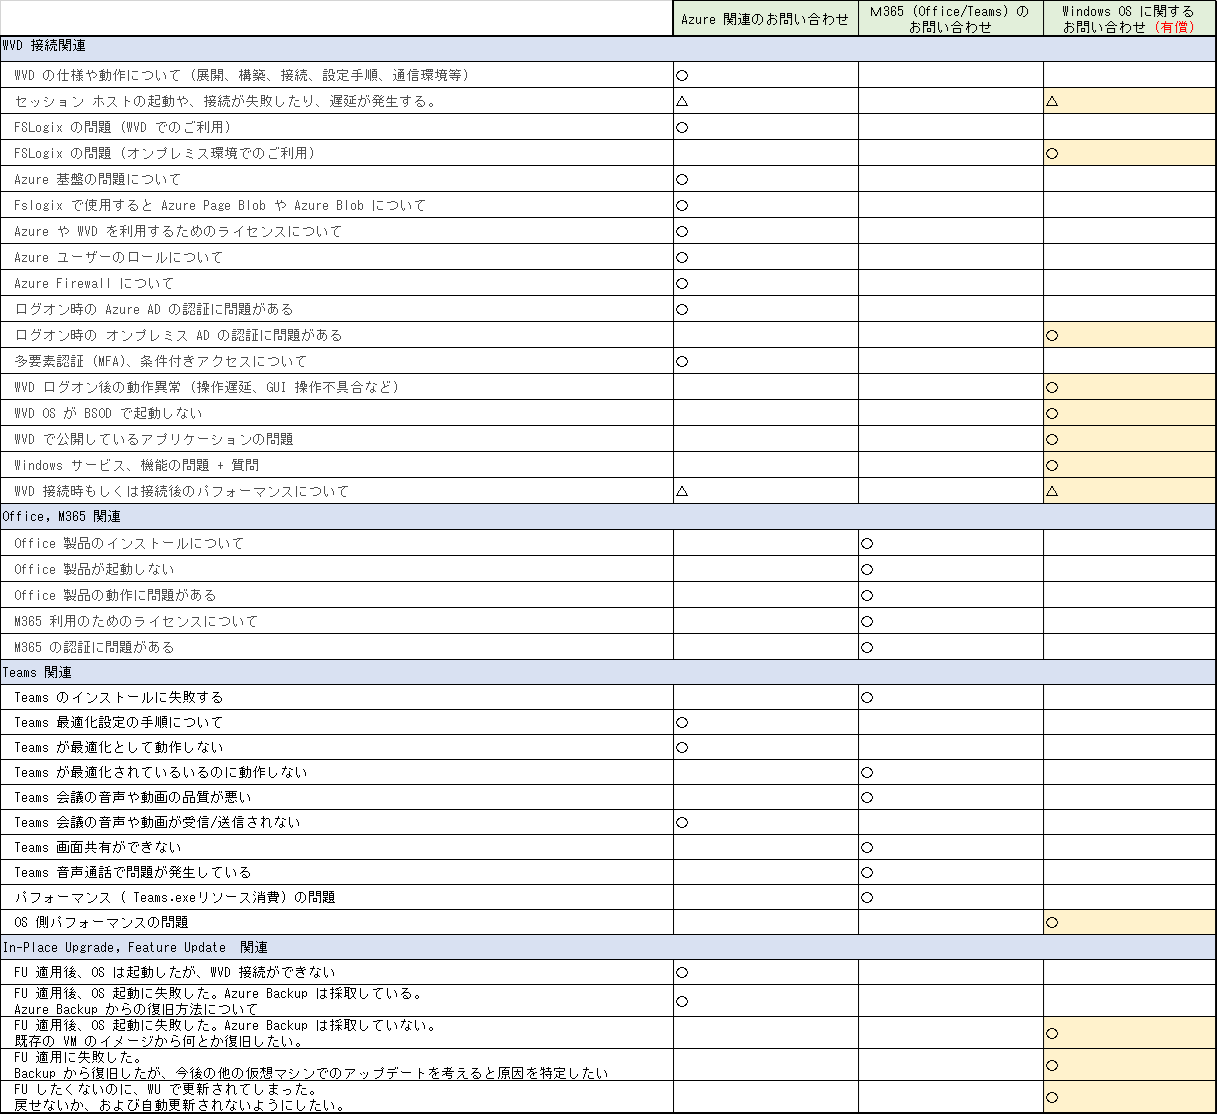 Azure 関連のお問い合わせ
M365 (Office/Teams) の
お問い合わせ
Windows OS に関する
お問い合わせ (有償)
WVD 接続関連
WVD の仕様や動作について (展開、構築、接続、設定手順、通信環境等) ○
セッション ホストの起動や、接続が失敗したり、遅延が発生する。 △ △
FSLogix の問題 (WVD でのご利用) ○
FSLogix の問題 (オンプレミス環境でのご利用) ○
Azure 基盤の問題について ○
Fslogix で使用すると Azure Page Blob や Azure Blob について ○
Azure や WVD を利用するためのライセンスについて ○
Azure ユーザーのロールについて ○
Azure Firewall について ○
ログオン時の Azure AD の認証に問題がある ○
ログオン時の オンプレミス AD の認証に問題がある ○
多要素認証 (MFA)、条件付きアクセスについて ○
WVD ログオン後の動作異常 (操作遅延、GUI 操作不具合など) ○
WVD OS が BSOD で起動しない ○
WVD で公開しているアプリケーションの問題 ○
Windows サービス、機能の問題 + 質問 ○
WVD 接続時もしくは接続後のパフォーマンスについて △ △
Office, M365 関連
Office 製品のインストールについて ○
Office 製品が起動しない ○
Office 製品の動作に問題がある ○
M365 利用のためのライセンスについて ○
M365 の認証に問題がある ○
Teams 関連
Teams のインストールに失敗する ○
Teams 最適化設定の手順について ○
Teams が最適化として動作しない ○
Teams が最適化されているいるのに動作しない ○
Teams 会議の音声や動画の品質が悪い ○
Teams 会議の音声や動画が受信/送信されない ○
Teams 画面共有ができない ○
Teams 音声通話で問題が発生している ○
パフォーマンス ( Teams.exeリソース消費) の問題 ○
OS 側パフォーマンスの問題 ○
In-Place Upgrade, Feature Update 関連
FU 適用後、OS は起動したが、WVD 接続ができない ○
FU 適用後、OS 起動に失敗した。Azure Backup は採取している。
Azure Backup からの復旧方法について ○
FU 適用後、OS 起動に失敗した。Azure Backup は採取していない。
既存の VM のイメージから何とか復旧したい。 ○
FU 適用に失敗した。
Backup から復旧したが、今後の他の仮想マシンでのアップデートを考えると原因を特定したい ○
FU したくないのに、WU で更新されてしまった。
戻せないか、および自動更新されないようにしたい。 ○